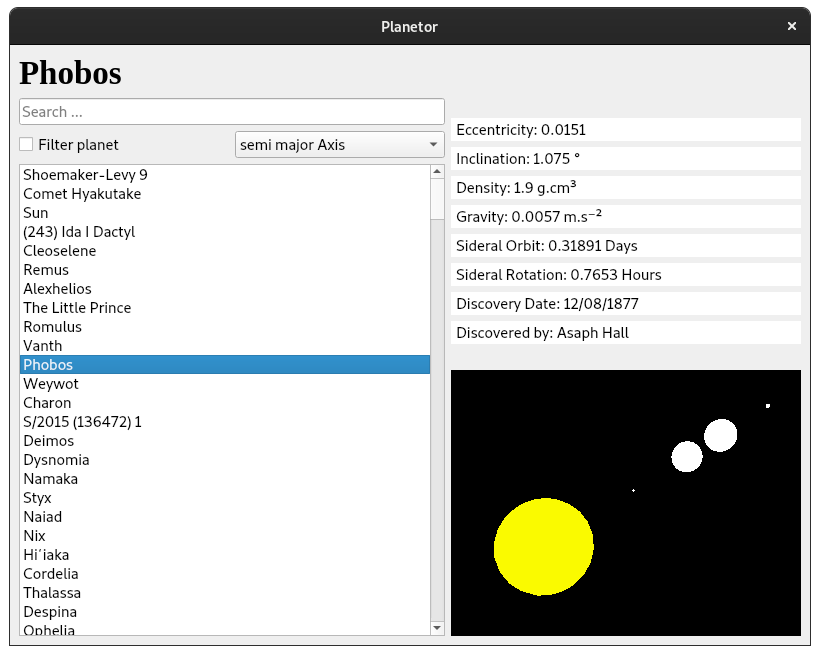 Planetor
×
Phobos
Search ...
Filter planet
semi major Axis
Shoemaker-Levy 9
Comet Hyakutake
Sun
(243) Ida I Dactyl
Cleoselene
Remus
Alexhelios
The Little Prince
Romulus
Vanth
Phobos
Weywot
Charon
S/2015 (136472) 1
Deimos
Dysnomia
Namaka
Styx
Naiad
Nix
Hi´iaka
Cordelia
Thalassa
Despina
Ophelia
Eccentricity: 0.0151
Inclination: 1.075 °
Density: 1.9 g.cm³
Gravity: 0.0057 m.s⁻²
Sideral Orbit: 0.31891 Days
Sideral Rotation: 0.7653 Hours
Discovery Date: 12/08/1877
Discovered by: Asaph Hall